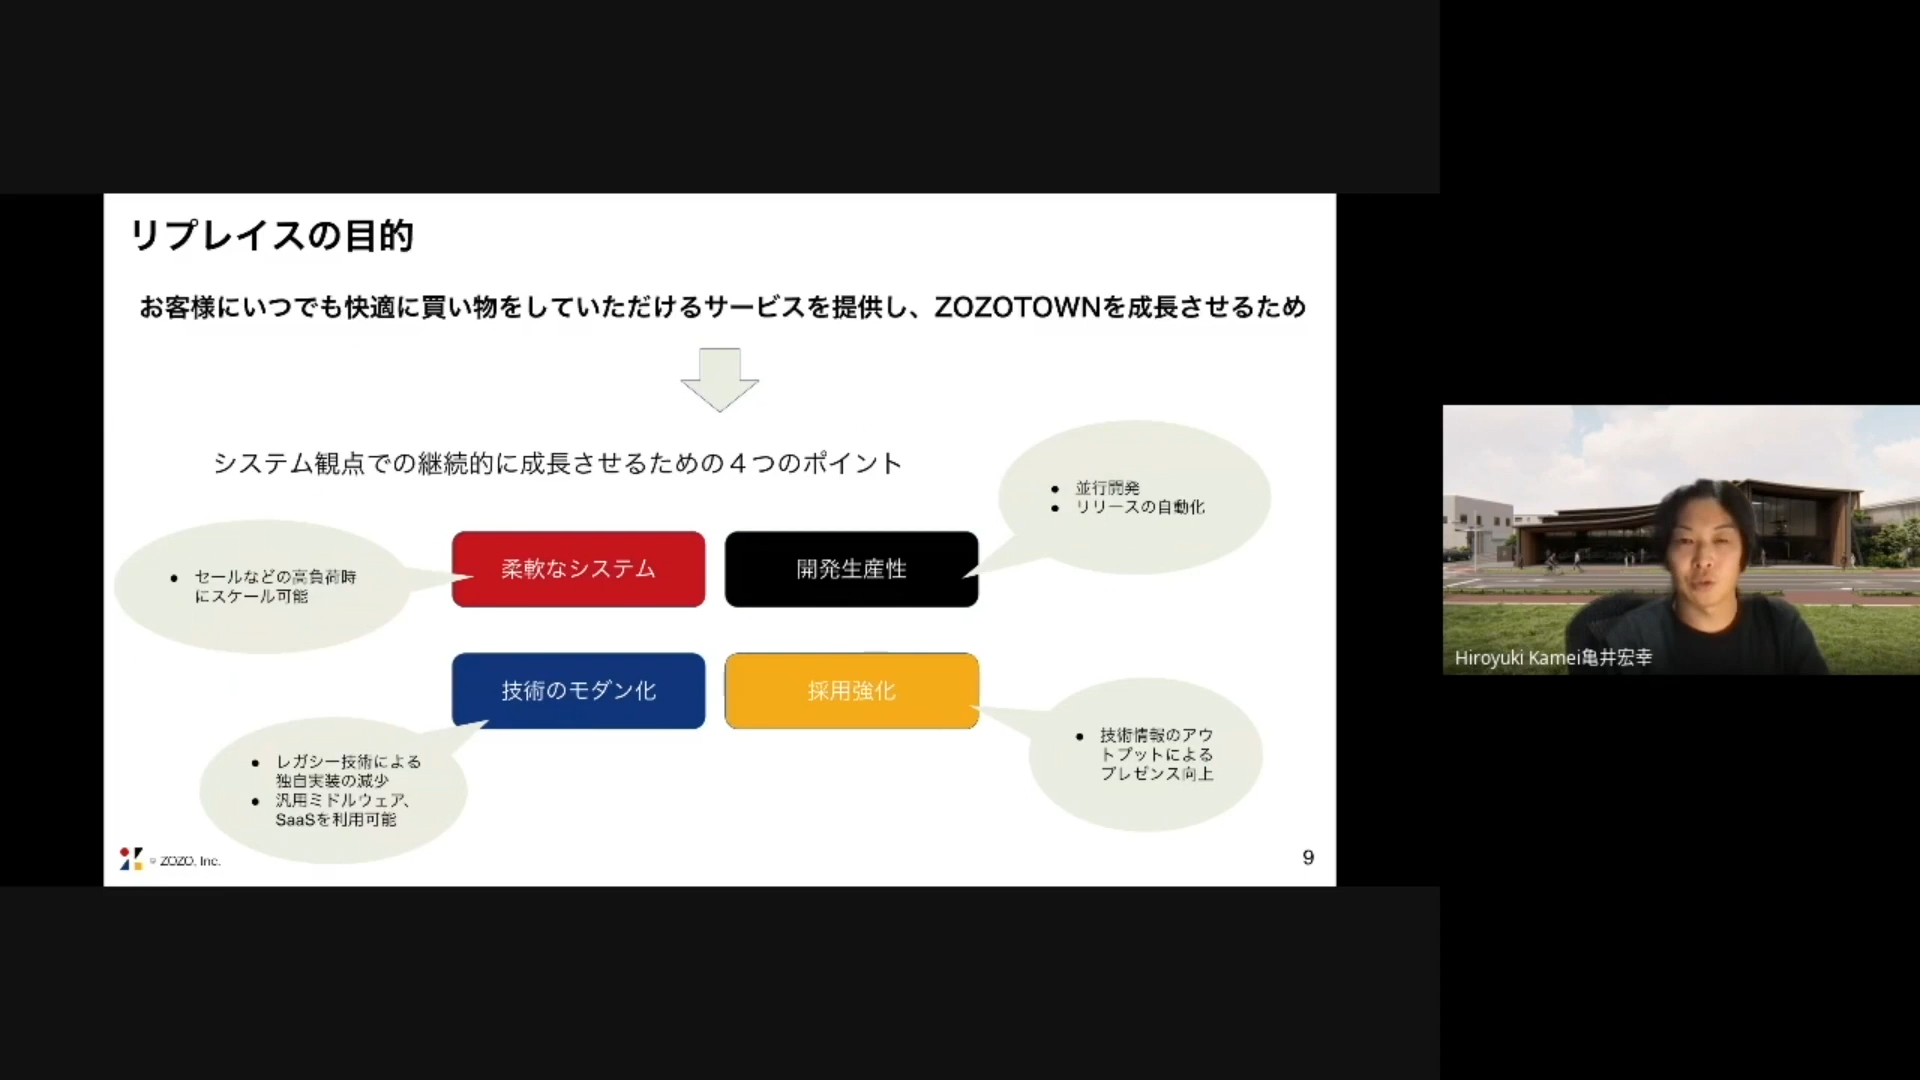 リプレイスの目的
お客様にいつでも快適に買い物をしていただけるサービスを提供し、ZOZOTOWNを成長させるため
システム観点での継続的に成長させるための４つのポイント
● 並行開発
● リリースの自動化
● セールなどの高負荷時
にスケール可能
柔軟なシステム
開発生産性
技術のモダン化
採用強化
● レガシー技術による
独自実装の減少
● 汎用ミドルウェア、
SaaSを利用可能
● 技術情報のアウ
トプットによる
プレゼンス向上
© ZOZO, Inc.
9
Hiroyuki Kamei亀井宏幸